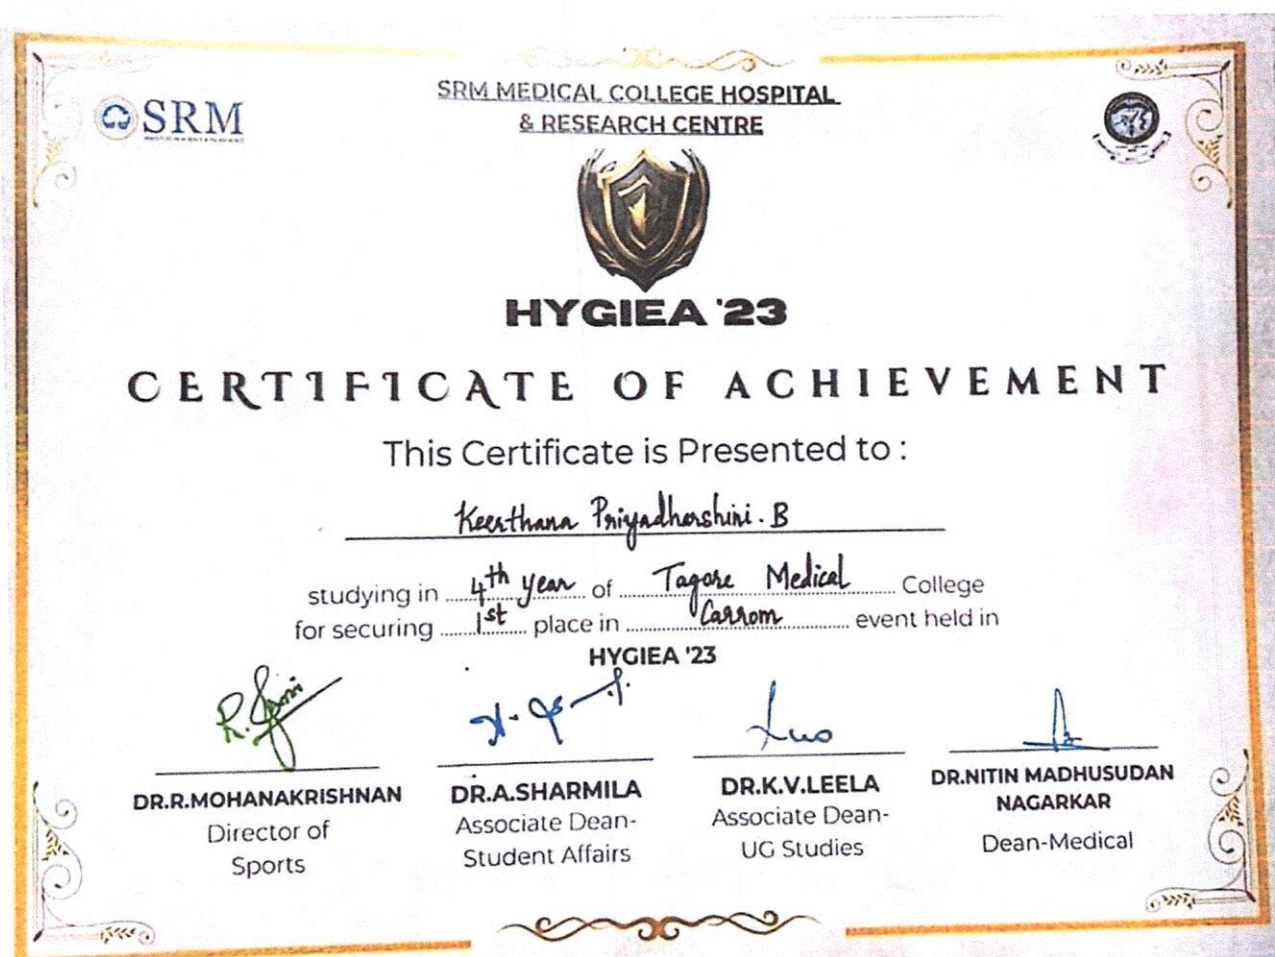 SRM
SRM MEDICAL COLLEGE HOSPITAL
& RESEARCH CENTRE
HYGIEA '23
CERTIFICATE OF ACHIEVEMENT
This Certificate is Presented to :
Keerthana Priyadharshini. B
studying in 4th year of Tagore Medical College
for securing 1st place in Carrom event held in
HYGIEA '23
DR.R.MOHANAKRISHNAN
Director of
Sports
DR.A.SHARMILA
Associate Dean-
Student Affairs
DR.K.V.LEELA
Associate Dean-
UG Studies
DR.NITIN MADHUSUDAN
NAGARKAR
Dean-Medical